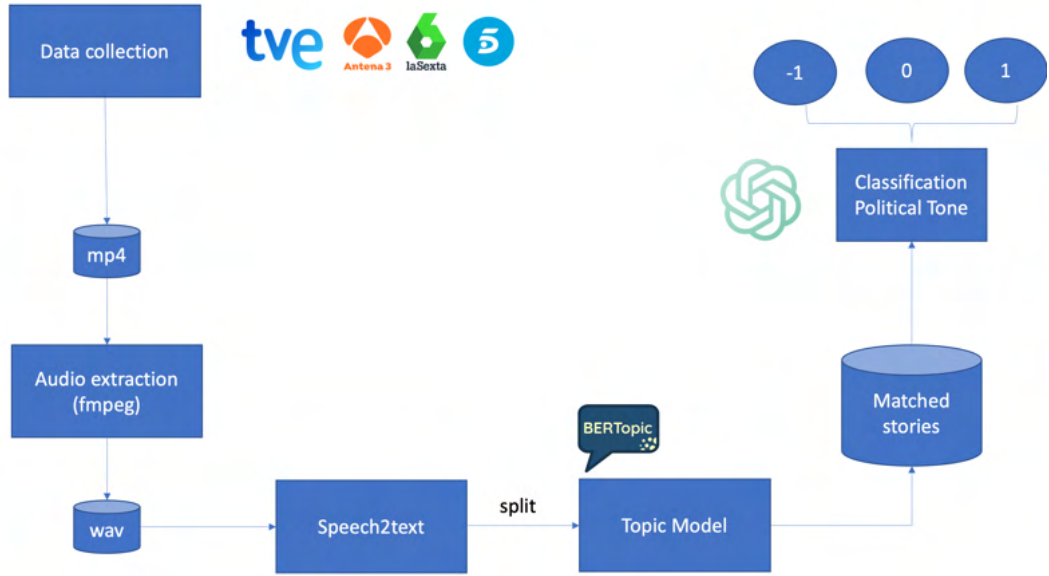 Data collection
tve
Antena 3
laSexta
5
mp4
Audio extraction
(fmpeg)
wav
Speech2text
split
BERTopic
Topic Model
Matched
stories
Classification
Political Tone
-1
0
1